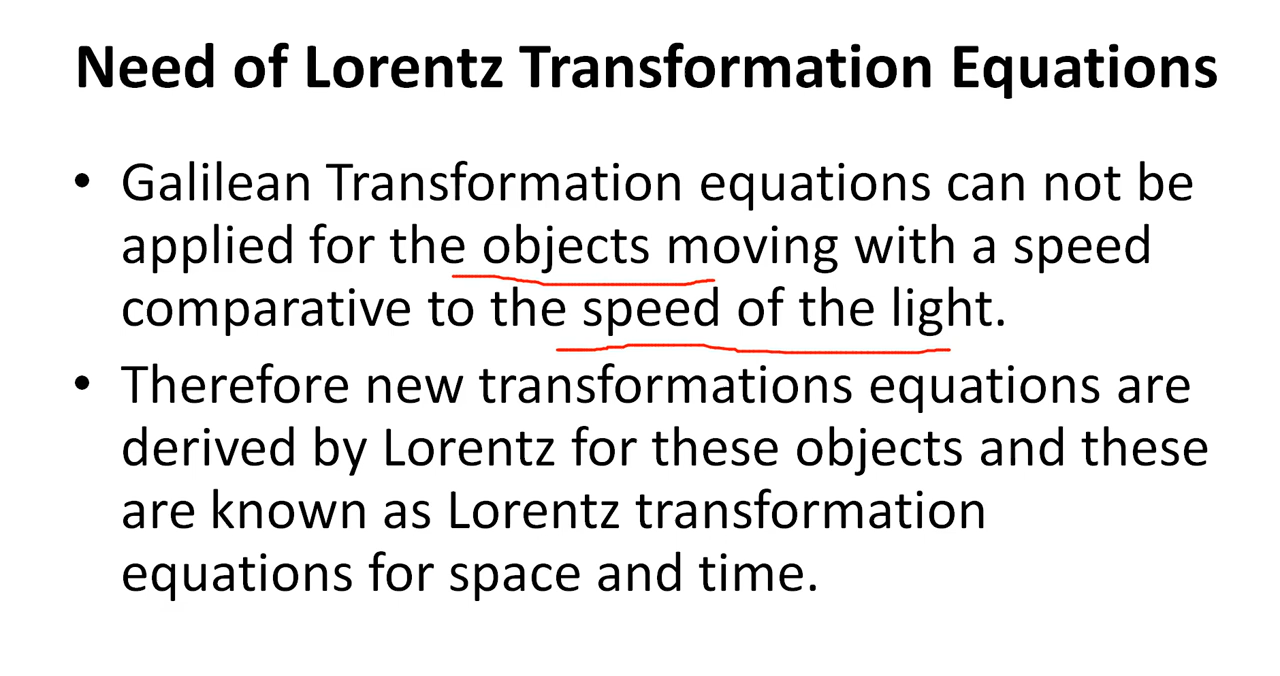 Need of Lorentz Transformation Equations
• Galilean Transformation equations can not be
applied for the objects moving with a speed
comparative to the speed of the light.
• Therefore new transformations equations are
derived by Lorentz for these objects and these
are known as Lorentz transformation
equations for space and time.